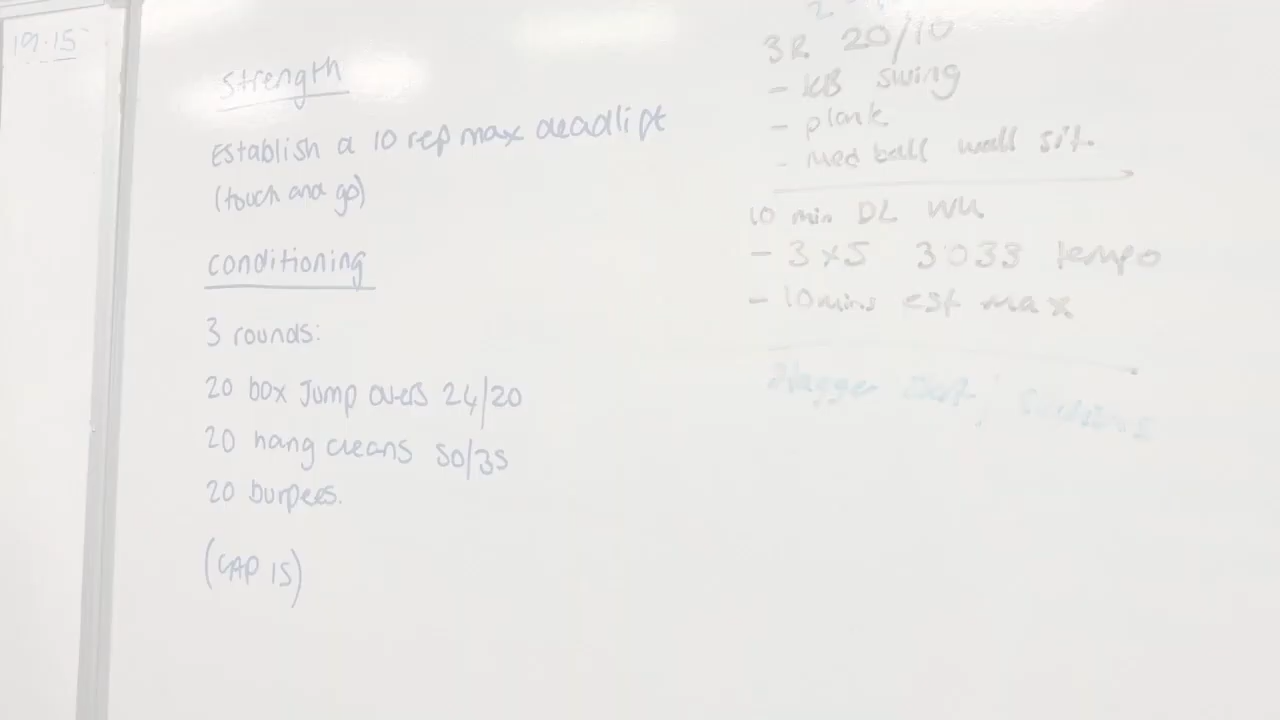 19.15
Strength
Establish a 10 rep max deadlift
(touch and go)
conditioning
3 rounds:
20 box Jump overs 24/20
20 hang cleans 50/35
20 burpees.
(CAP 15)
3R 20/10
- KB swing
- plank
- med ball wall sit.
10 min DL WU
- 3x5 3033 tempo
- 10mins est max